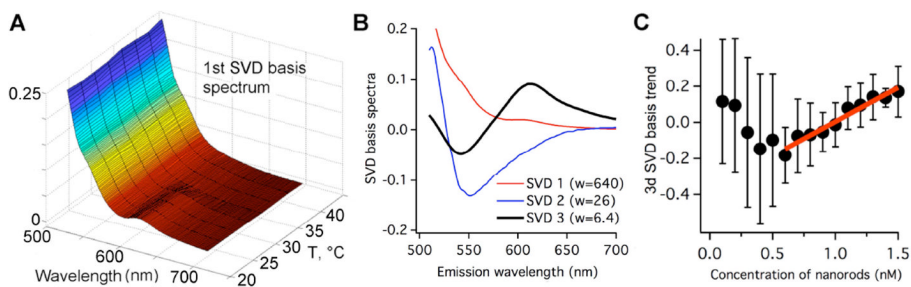 A
1st SVD basis
spectrum
0.25
0
500
600
700
Wavelength (nm)
20
25
30
35
40
T, °C
B
SVD basis spectra
0.2
0.1
0.0
-0.1
-0.2
SVD 1 (w=640)
SVD 2 (w=26)
SVD 3 (w=6.4)
500
550
600
650
700
Emission wavelength (nm)
C
3d SVD basis trend
0.4
0.2
0.0
-0.2
-0.4
0.0
0.5
1.0
1.5
Concentration of nanorods (nM)